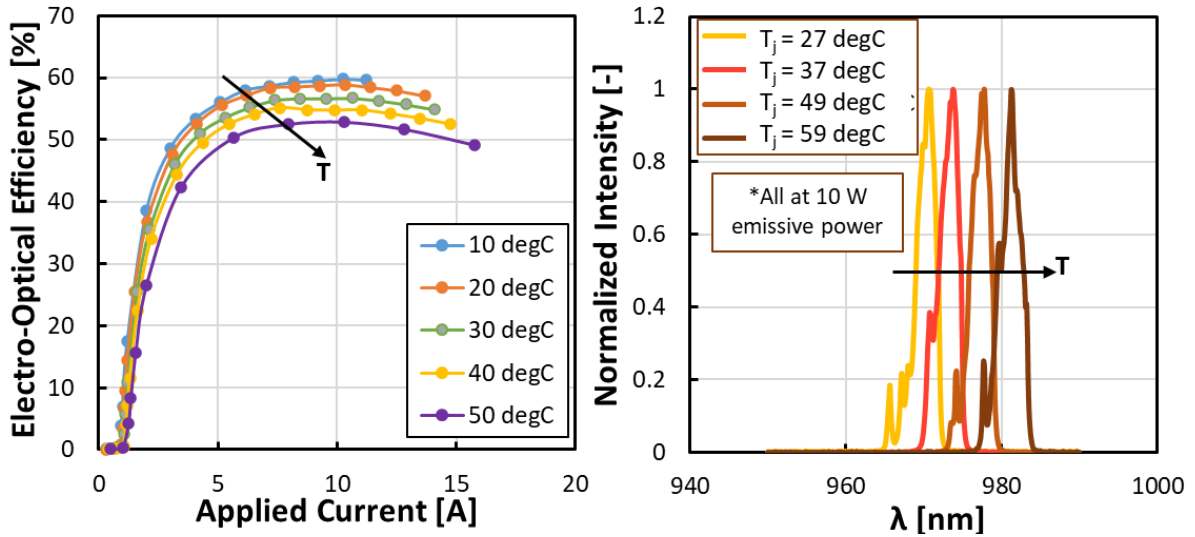 Electro-Optical Efficiency [%]
70
60
50
40
30
20
10
0
0
5
10
15
20
Applied Current [A]
T
10 degC
20 degC
30 degC
40 degC
50 degC
Normalized Intensity [-]
1.2
1
0.8
0.6
0.4
0.2
0
940
960
980
1000
λ [nm]
Tj = 27 degC
Tj = 37 degC
Tj = 49 degC
Tj = 59 degC
*All at 10 W
emissive power
T